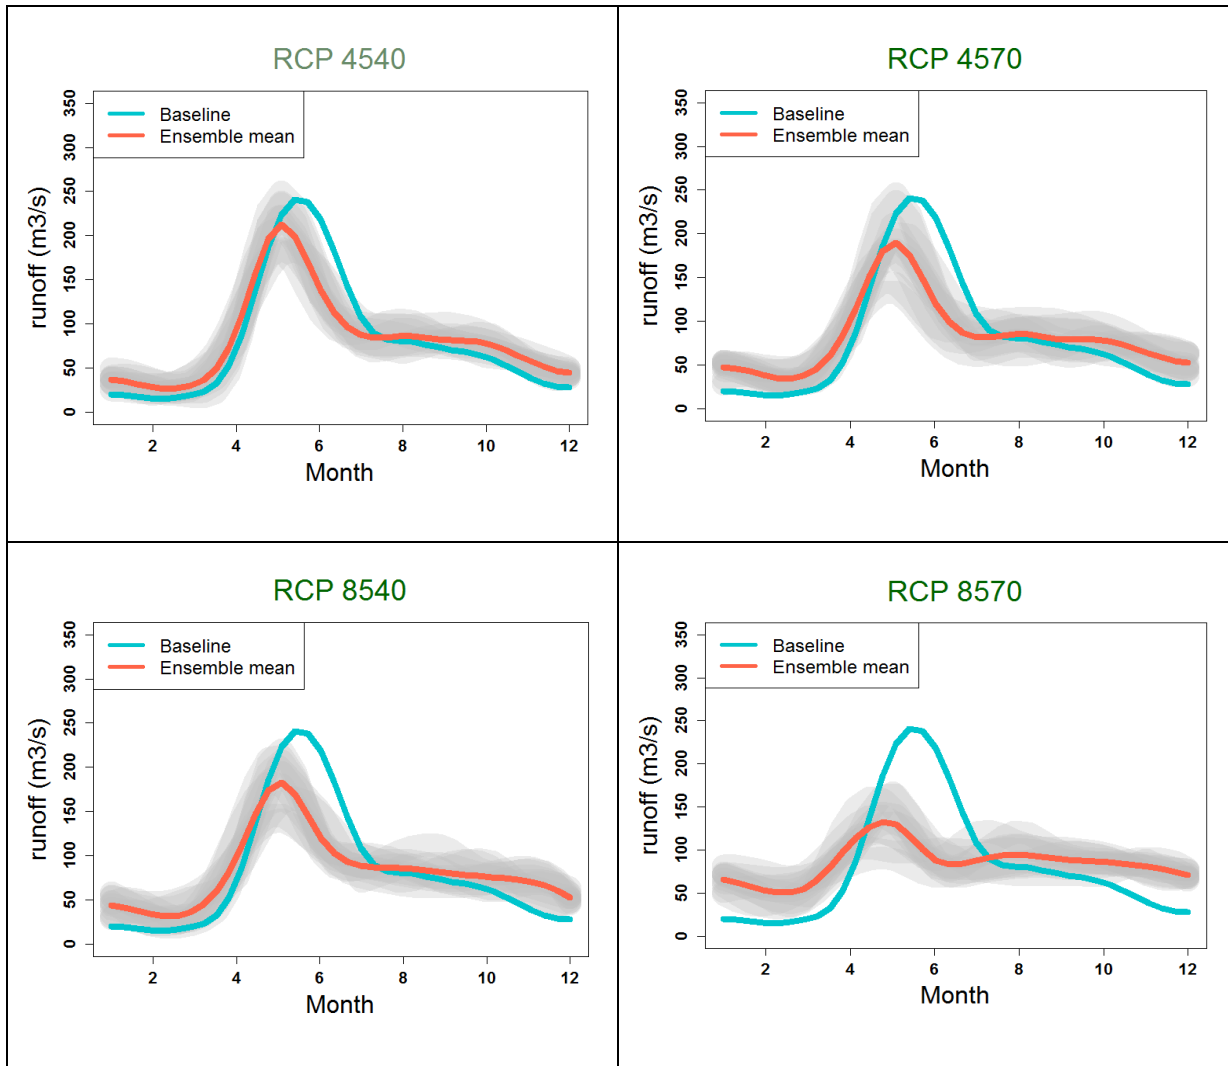 RCP 4540
Baseline
Ensemble mean
runoff (m3/s)
350
300
250
200
150
100
50
0
2 4 6 8 10 12
Month
RCP 4570
Baseline
Ensemble mean
runoff (m3/s)
350
300
250
200
150
100
50
0
2 4 6 8 10 12
Month
RCP 8540
Baseline
Ensemble mean
runoff (m3/s)
350
300
250
200
150
100
50
0
2 4 6 8 10 12
Month
RCP 8570
Baseline
Ensemble mean
runoff (m3/s)
350
300
250
200
150
100
50
0
2 4 6 8 10 12
Month